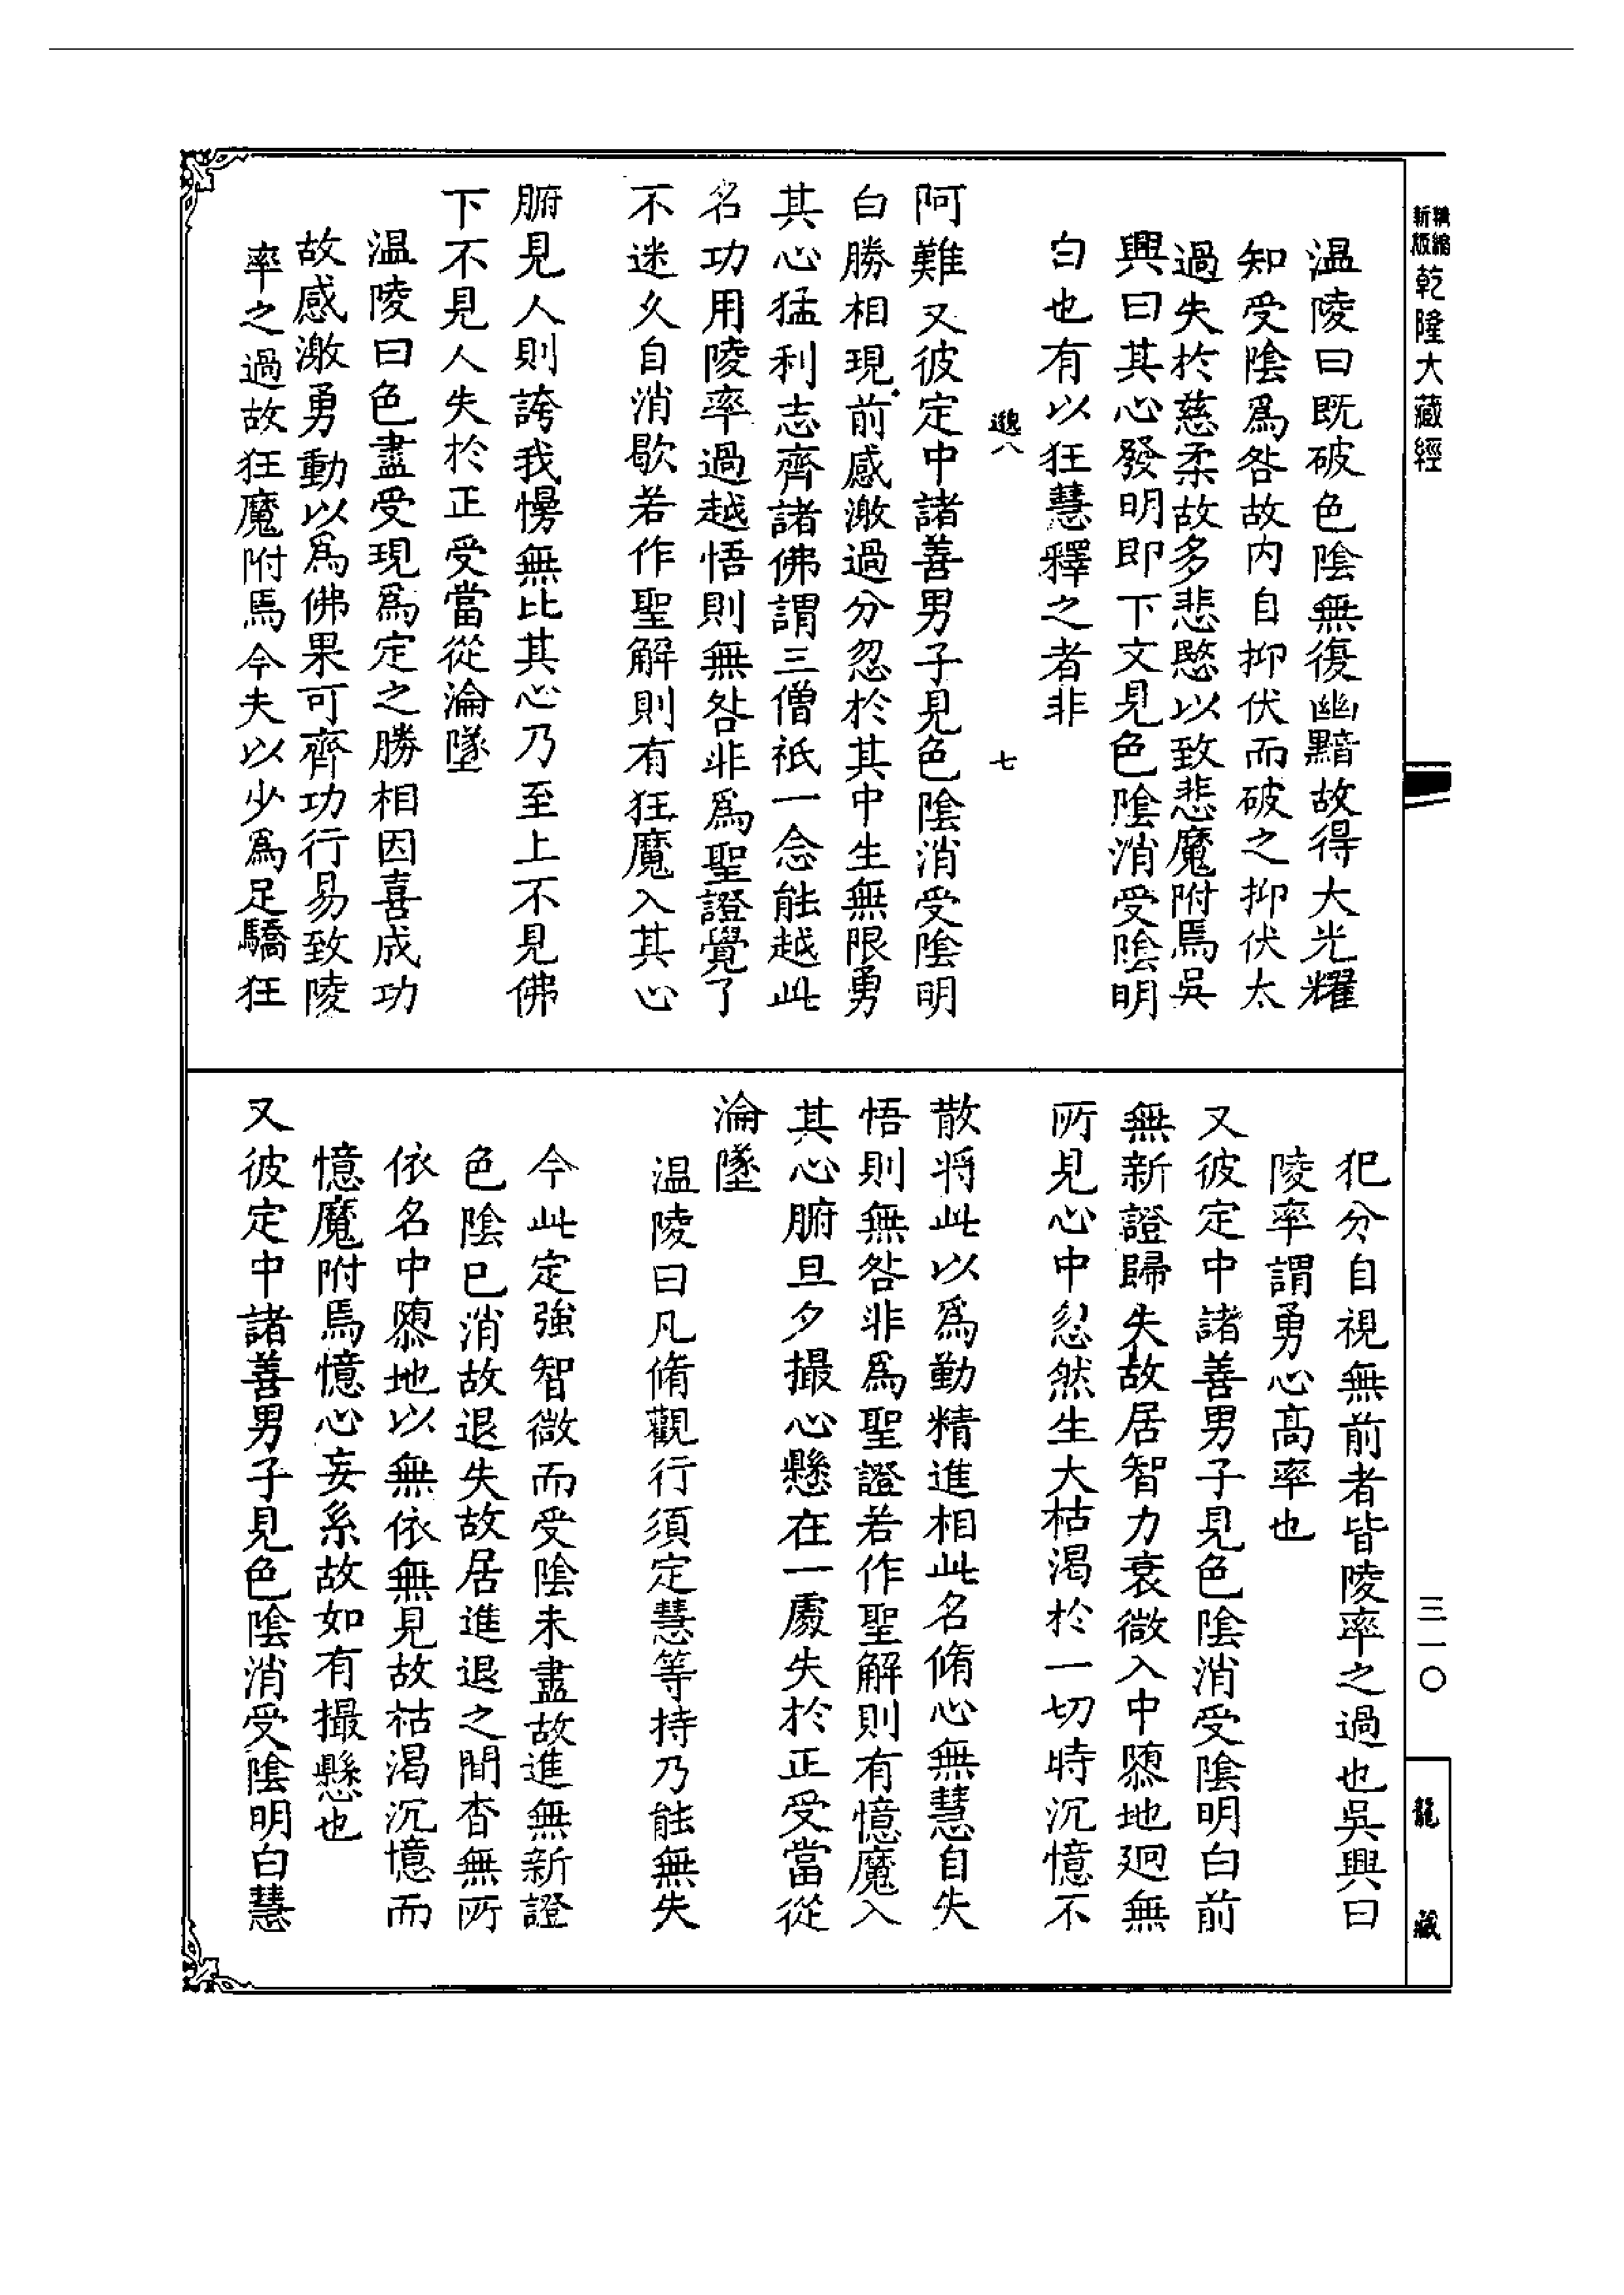 新版
精縮
乾隆大藏經
温陵曰既破色陰無復幽黯故得大光耀
知受陰爲咎故内自抑伏而破之抑伏太
過失於慈柔故多悲愍以致悲魔附焉吳
興曰其心發明即下文見色陰消受陰明
白也有以狂慧釋之者非
邈八
七
阿難又彼定中諸善男子見色陰消受陰明
白勝相現前感激過分忽於其中生無限勇
其心猛利志齊諸佛謂三僧祇一念能越此
名功用陵率過越悟則無咎非爲聖證覺了
不迷久自消歇若作聖解則有狂魔入其心
腑見人則誇我慢無比其心乃至上不見佛
下不見人失於正受當從淪墜
温陵曰色盡受現爲定之勝相因喜成功
故感激勇動以爲佛果可齊功行易致陵
率之過故狂魔附焉今夫以少爲足驕狂
犯分自視無前者皆陵率之過也吳興曰
陵率謂勇心高率也
又彼定中諸善男子見色陰消受陰明白前
無新證歸失故居智力衰微入中隳地迥無
所見心中忽然生大枯渴於一切時沉憶不
散將此以爲勤精進相此名脩心無慧自失
悟則無咎非爲聖證若作聖解則有憶魔入
其心腑旦夕撮心懸在一處失於正受當從
淪墜
温陵曰凡脩觀行須定慧等持乃能無失
今此定強智微而受陰未盡故進無新證
色陰已消故退失故居進退之間杳無所
依名中隳地以無依無見故枯渴沉憶而
憶魔附焉憶心妄系故如有撮懸也
又彼定中諸善男子見色陰消受陰明白慧
三一〇
龍藏